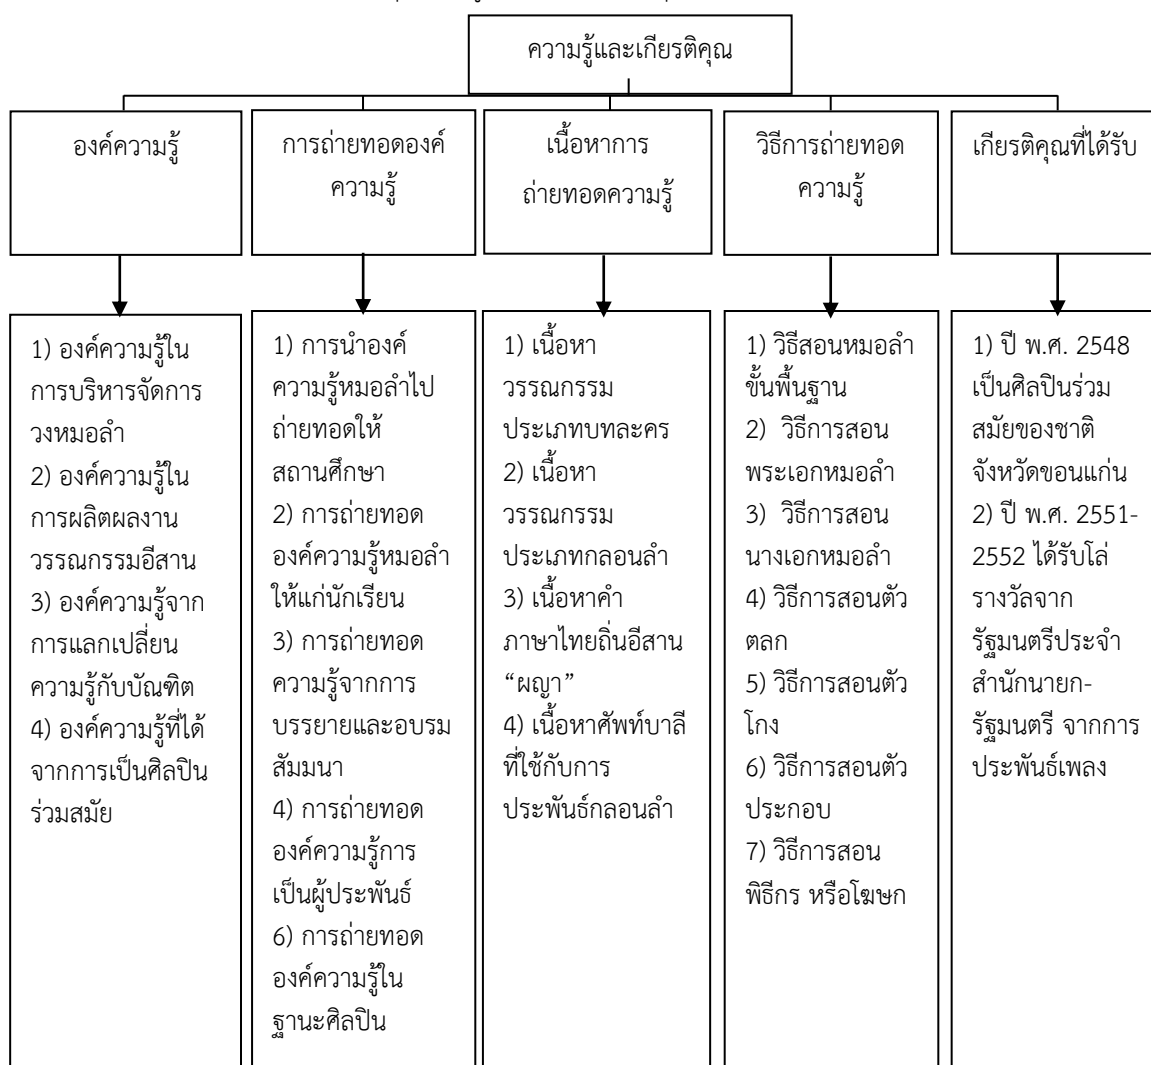 ความรู้และเกียรติคุณ
องค์ความรู้
การถ่ายทอดองค์
ความรู้
เนื้อหาการ
ถ่ายทอดความรู้
วิธีการถ่ายทอด
ความรู้
เกียรติคุณที่ได้รับ
1) องค์ความรู้ใน
การบริหารจัดการ
วงหมอลำ
2) องค์ความรู้ใน
การผลิตผลงาน
วรรณกรรมอีสาน
3) องค์ความรู้จาก
การแลกเปลี่ยน
ความรู้กับบัณฑิต
4) องค์ความรู้ที่ได้
จากการเป็นศิลปิน
ร่วมสมัย
1) การนำองค์
ความรู้หมอลำไป
ถ่ายทอดให้
สถานศึกษา
2) การถ่ายทอด
องค์ความรู้หมอลำ
ให้แก่นักเรียน
3) การถ่ายทอด
ความรู้จากการ
บรรยายและอบรม
สัมมนา
4) การถ่ายทอด
องค์ความรู้การ
เป็นผู้ประพันธ์
6) การถ่ายทอด
องค์ความรู้ใน
ฐานะศิลปิน
1) เนื้อหา
วรรณกรรม
ประเภทบทละคร
2) เนื้อหา
วรรณกรรม
ประเภทกลอนลำ
3) เนื้อหาคำ
ภาษาไทยถิ่นอีสาน
“ผญา”
4) เนื้อหาศัพท์บาลี
ที่ใช้กับการ
ประพันธ์กลอนลำ
1) วิธีสอนหมอลำ
ขั้นพื้นฐาน
2) วิธีการสอน
พระเอกหมอลำ
3) วิธีการสอน
นางเอกหมอลำ
4) วิธีการสอนตัว
ตลก
5) วิธีการสอนตัว
โกง
6) วิธีการสอนตัว
ประกอบ
7) วิธีการสอน
พิธีกร หรือโฆษก
1) ปี พ.ศ. 2548
เป็นศิลปินร่วม
สมัยของชาติ
จังหวัดขอนแก่น
2) ปี พ.ศ. 2551-
2552 ได้รับโล่
รางวัลจาก
รัฐมนตรีประจำ
สำนักนายก-
รัฐมนตรี จากการ
ประพันธ์เพลง